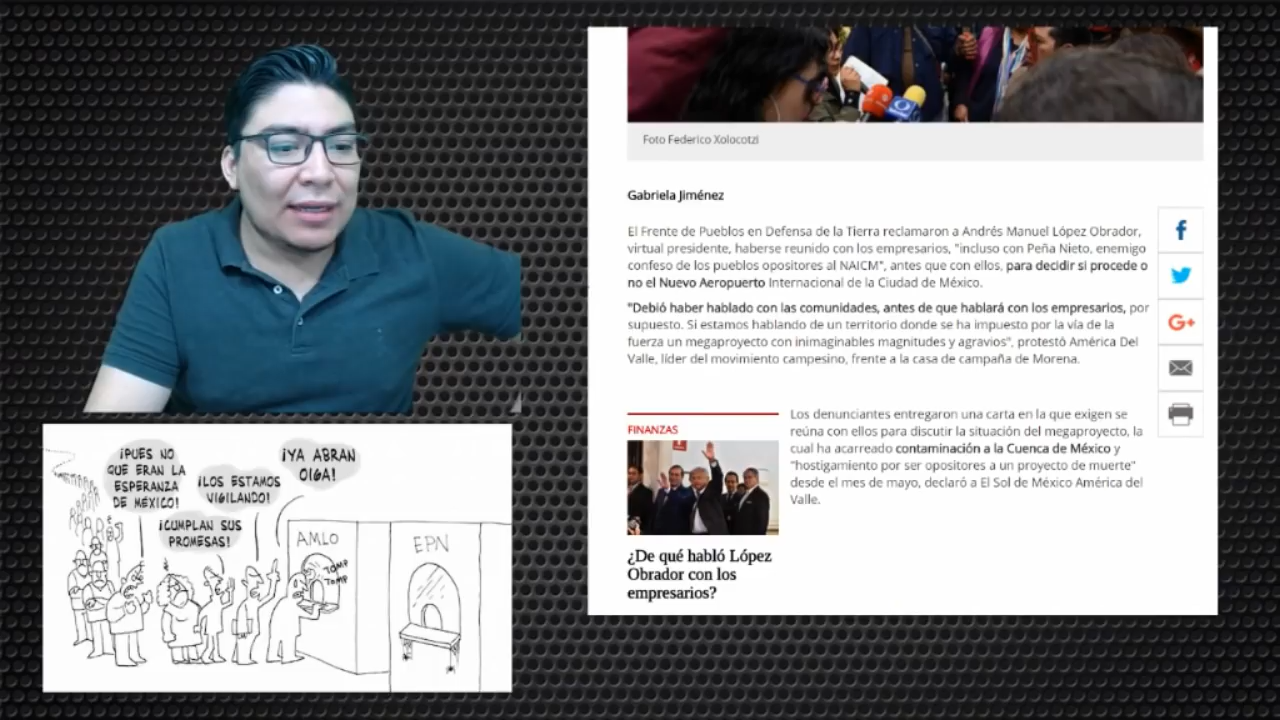 Foto Federico Xolocotzi
Gabriela Jiménez
El Frente de Pueblos en Defensa de la Tierra reclamaron a Andrés Manuel López Obrador,
virtual presidente, haberse reunido con los empresarios, "incluso con Peña Nieto, enemigo
confeso de los pueblos opositores al NAICM", antes que con ellos, para decidir si procede o
no el Nuevo Aeropuerto Internacional de la Ciudad de México.
"Debió haber hablado con las comunidades, antes de que hablará con los empresarios, por
supuesto. Si estamos hablando de un territorio donde se ha impuesto por la vía de la
fuerza un megaproyecto con inimaginables magnitudes y agravios", protestó América Del
Valle, líder del movimiento campesino, frente a la casa de campaña de Morena.
FINANZAS
¿De qué habló López
Obrador con los
empresarios?
Los denunciantes entregaron una carta en la que exigen se
reúna con ellos para discutir la situación del megaproyecto, la
cual ha acarreado contaminación a la Cuenca de México y
"hostigamiento por ser opositores a un proyecto de muerte"
desde el mes de mayo, declaró a El Sol de México América del
Valle.
G+
¡PUES NO
QUE ERAN LA
ESPERANZA
DE MÉXICO!
¡LOS ESTAMOS
VIGILANDO!
¡YA ABRAN
OIGA!
¡CUMPLAN SUS
PROMESAS!
AMLO
TOMP
TOMP
EPN